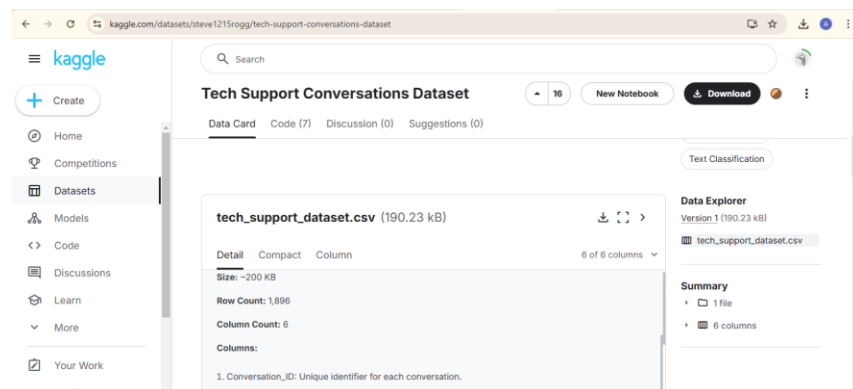 kaggle.com/datasets/steve1215rogg/tech-support-conversations-dataset
kaggle
Search
Create
Tech Support Conversations Dataset
16
New Notebook
Download
Data Card
Code (7)
Discussion (0)
Suggestions (0)
Home
Competitions
Datasets
Models
Code
Discussions
Learn
More
Your Work
Text Classification
tech_support_dataset.csv (190.23 kB)
Detail
Compact
Column
6 of 6 columns
Size: ~200 KB
Row Count: 1,896
Column Count: 6
Columns:
1. Conversation_ID: Unique identifier for each conversation.
Data Explorer
Version 1 (190.23 kB)
tech_support_dataset.csv
Summary
1 file
6 columns